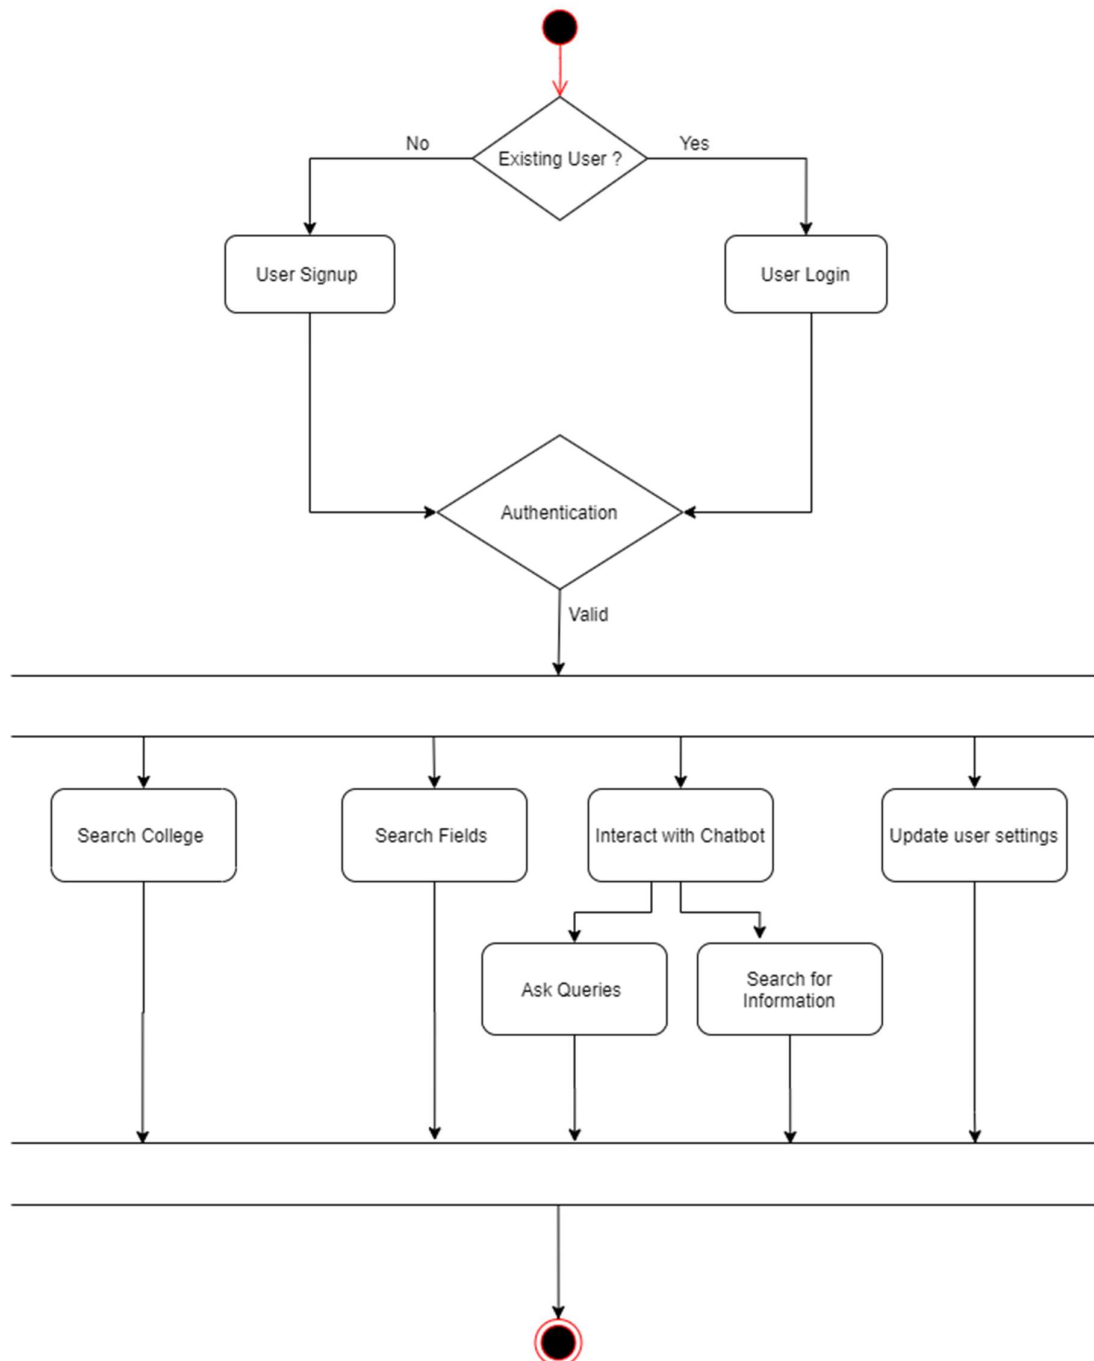 No
Existing User ?
Yes
User Signup
User Login
Authentication
Valid
Search College
Search Fields
Interact with Chatbot
Update user settings
Ask Queries
Search for
Information